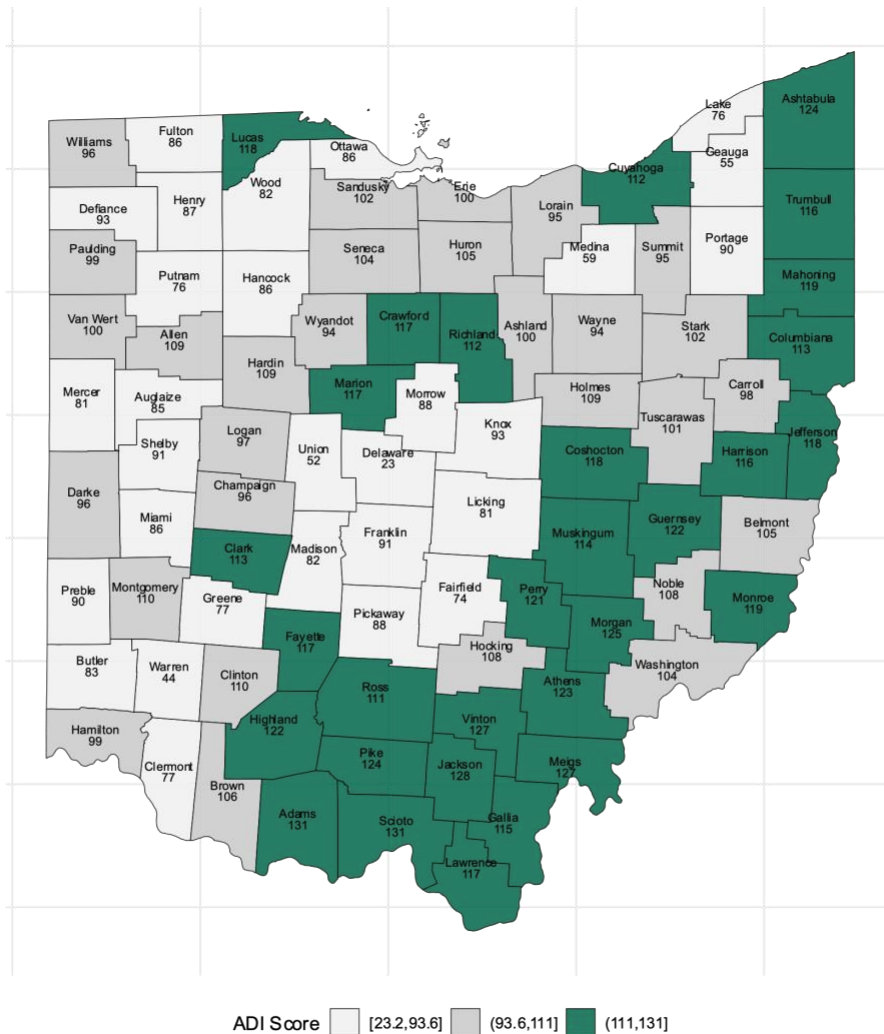 Lake
76
Ashtabula
124
Fulton
86
Lucas
118
Williams
96
Ottawa
86
Geauga
55
Cuyahoga
112
Wood
82
Sandusky
102
Erie
100
Henry
87
Trumbull
116
Lorain
95
Defiance
93
Portage
90
Medina
59
Summit
95
Huron
105
Seneca
104
Paulding
99
Mahoning
119
Putnam
76
Hancock
86
Van Wert
100
Wyandot
94
Crawford
117
Richland
112
Ashland
100
Wayne
94
Stark
102
Columbiana
113
Allen
109
Hardin
109
Marion
117
Holmes
109
Carroll
98
Mercer
81
Auglaize
85
Morrow
88
Tuscarawas
101
Knox
93
Jefferson
118
Logan
97
Shelby
91
Union
52
Delaware
23
Coshocton
118
Harrison
116
Darke
96
Champaign
96
Licking
81
Miami
86
Guernsey
122
Belmont
105
Clark
113
Madison
82
Franklin
91
Muskingum
114
Preble
90
Montgomery
110
Greene
77
Fairfield
74
Perry
121
Noble
108
Monroe
119
Pickaway
88
Morgan
125
Fayette
117
Hocking
108
Butler
83
Warren
44
Clinton
110
Washington
104
Ross
111
Athens
123
Highland
122
Vinton
127
Hamilton
99
Pike
124
Jackson
128
Meigs
127
Clermont
77
Brown
106
Adams
131
Scioto
131
Gallia
115
Lawrence
117
ADI Score [23.2,93.6] (93.6,111] (111,131]